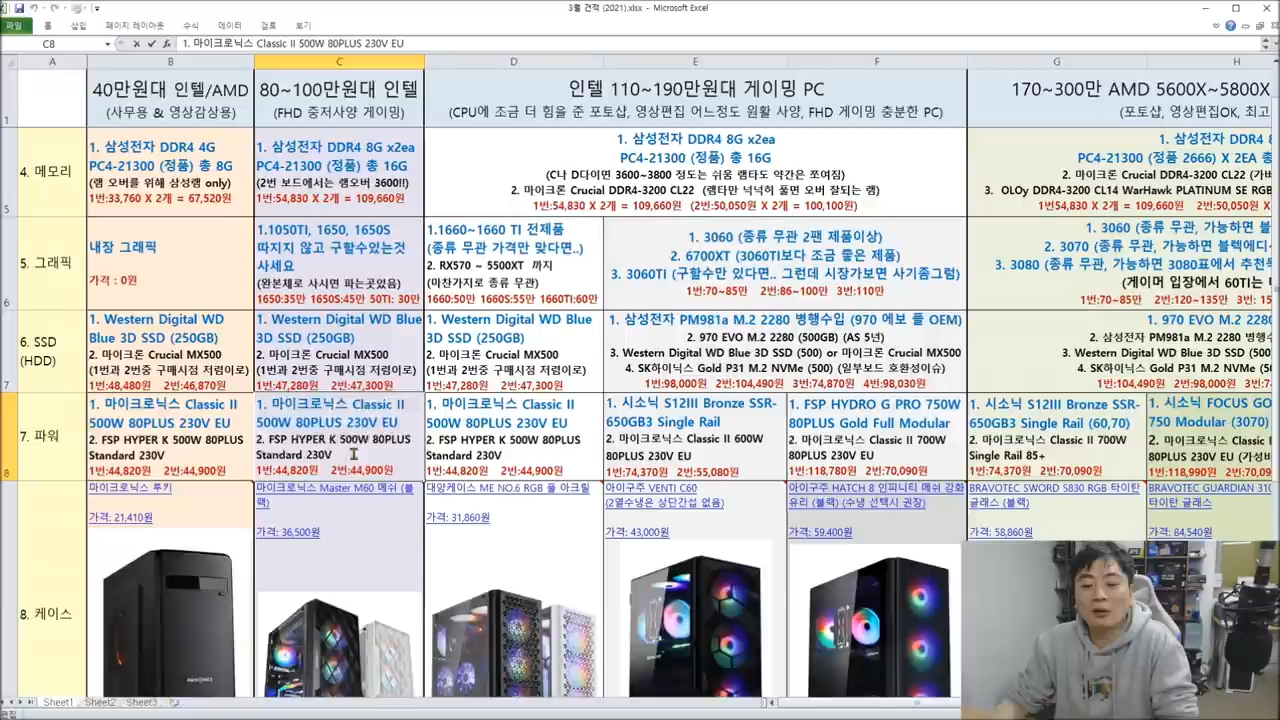 3월 견적 (2021).xlsx - Microsoft Excel
파일 홈 삽입 페이지 레이아웃 수식 데이터 검토 보기
C8 1. 마이크로닉스 Classic II 500W 80PLUS 230V EU
A B C D E F G H
1
40만원대 인텔/AMD
(사무용 & 영상감상용)
80~100만원대 인텔
(FHD 중저사양 게이밍)
인텔 110~190만원대 게이밍 PC
(CPU에 조금 더 힘을 준 포토샵, 영상편집 어느정도 원활 사양, FHD 게이밍 충분한 PC)
170~300만 AMD 5600X~5800X
(포토샵, 영상편집OK, 최고
5
4. 메모리
1. 삼성전자 DDR4 4G
PC4-21300 (정품) 총 8G
(램 오버를 위해 삼성램 only)
1번:33,760 X 2개 = 67,520원
1. 삼성전자 DDR4 8G x2ea
PC4-21300 (정품) 총 16G
(2번 보드에서는 램오버 3600!!)
1번:54,830 X 2개 = 109,660원
1. 삼성전자 DDR4 8G x2ea
PC4-21300 (정품) 총 16G
(C나 D다이면 3600~3800 정도는 쉬움 램타도 약간은 쪼여짐)
2. 마이크론 Crucial DDR4-3200 CL22 (램타만 넉넉히 풀면 오버 잘되는 램)
1번:54,830 X 2개 = 109,660원 (2번:50,050원 X 2개 = 100,100원)
1. 삼성전자 DDR4 8
PC4-21300 (정품 2666) X 2EA 총
2. 마이크론 Crucial DDR4-3200 CL22 (가버
3. OLOy DDR4-3200 CL14 WarHawk PLATINUM SE RGB
1번54,830 X 2개 = 109,660원 2번:50,050원 X
6
5. 그래픽
내장 그래픽
가격 : 0원
1.1050TI, 1650, 1650S
따지지 않고 구할수있는것
사세요
(완본체로 사시면 파는곳있음)
1650:35만 1650S:45만 50TI: 30만
1.1660~1660 TI 전제품
(종류 무관 가격만 맞다면..)
2. RX570 ~ 5500XT 까지
(마찬가지로 종류 무관)
1660:50만 1660S:55만 1660TI:60만
1. 3060 (종류 무관 2팬 제품이상)
2. 6700XT (3060TI보다 조금 좋은 제품)
3. 3060TI (구할수만 있다면.. 그런데 시장가보면 사기좀그럼)
1번:70~85만 2번:86~100만 3번:110만
1. 3060 (종류 무관, 가능하면 블
2. 3070 (종류 무관, 가능하면 블랙에디
3. 3080 (종류 무관, 가능하면 3080표에서 추천두
(게이머 입장에서 60TI는 더
1번:70~85만 2번:120~135만 3번: 15
7
6. SSD
(HDD)
1. Western Digital WD
Blue 3D SSD (250GB)
2. 마이크론 Crucial MX500
(1번과 2번중 구매시점 저렴이로)
1번:48,480원 2번:46,870원
1. Western Digital WD Blue
3D SSD (250GB)
2. 마이크론 Crucial MX500
(1번과 2번중 구매시점 저렴이로)
1번:47,280원 2번:47,300원
1. Western Digital WD Blue
3D SSD (250GB)
2. 마이크론 Crucial MX500
(1번과 2번중 구매시점 저렴이로)
1번:47,280원 2번:47,300원
1. 삼성전자 PM981a M.2 2280 병행수입 (970 에보 플 OEM)
2. 970 EVO M.2 2280 (500GB) (AS 5년)
3. Western Digital WD Blue 3D SSD (500) or 마이크론 Crucial MX500
4. SK하이닉스 Gold P31 M.2 NVMe (500) (일부보드 호환성이슈)
1번:98,000원 2번:104,490원 3번:74,870원 4번:98,030원
1. 970 EVO M.2 2280
2. 삼성전자 PM981a M.2 2280 병행
3. Western Digital WD Blue 3D SSD (500)
4. SK하이닉스 Gold P31 M.2 NVMe (50
1번:104,490원 2번:98,000원 3번:74
8
7. 파워
1. 마이크로닉스 Classic II
500W 80PLUS 230V EU
2. FSP HYPER K 500W 80PLUS
Standard 230V
1번:44,820원 2번:44,900원
1. 마이크로닉스 Classic II
500W 80PLUS 230V EU
2. FSP HYPER K 500W 80PLUS
Standard 230V
1번:44,820원 2번:44,900원
1. 마이크로닉스 Classic II
500W 80PLUS 230V EU
2. FSP HYPER K 500W 80PLUS
Standard 230V
1번:44,820원 2번:44,900원
1. 시소닉 S12III Bronze SSR-
650GB3 Single Rail
2. 마이크로닉스 Classic II 600W
80PLUS 230V EU
1번:74,370원 2번:55,080원
1. FSP HYDRO G PRO 750W
80PLUS Gold Full Modular
2. 마이크로닉스 Classic II 700W
80PLUS 230V EU
1번:118,780원 2번:70,090원
1. 시소닉 S12III Bronze SSR-
650GB3 Single Rail (60,70)
2. 마이크로닉스 Classic II 700W
Single Rail 85+
1번:74,370원 2번:70,090원
1. 시소닉 FOCUS GO
750 Modular (3070)
2. 마이크로닉스 Classic I
80PLUS 230V EU (가성비
1번:118,990원 2번:70,0
8. 케이스
마이크로닉스 루키
가격: 21,410원
마이크로닉스 Master M60 메쉬 (블
랙)
가격: 36,500원
대양케이스 ME NO.6 RGB 풀 아크릴
가격: 31,860원
아이구주 VENTI C60
(2열수냉은 상단간섭 없음)
가격: 43,000원
아이구주 HATCH 8 인피니티 메쉬 강화
유리 (블랙) (수냉 선택시 권장)
가격: 59,400원
BRAVOTEC SWORD S830 RGB 타이탄
글래스 (블랙)
가격: 58,860원
BRAVOTEC GUARDIAN 310
타이탄 글래스
가격: 84,540원
Sheet1 Sheet2 Sheet3